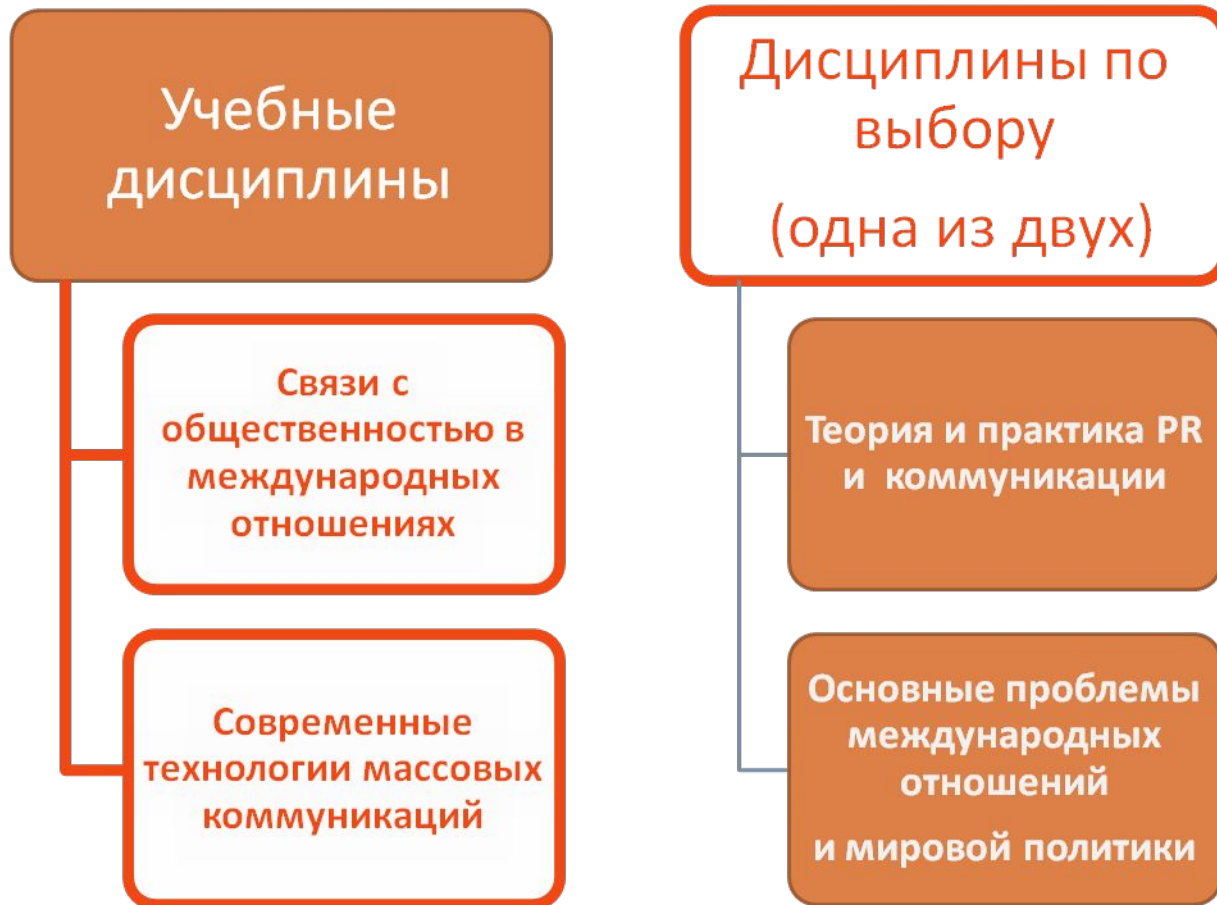 Учебные
дисциплины
Связи с
общественностью в
международных
отношениях
Современные
технологии массовых
коммуникаций
Дисциплины по
выбору
(одна из двух)
Теория и практика PR
и коммуникации
Основные проблемы
международных
отношений
и мировой политики